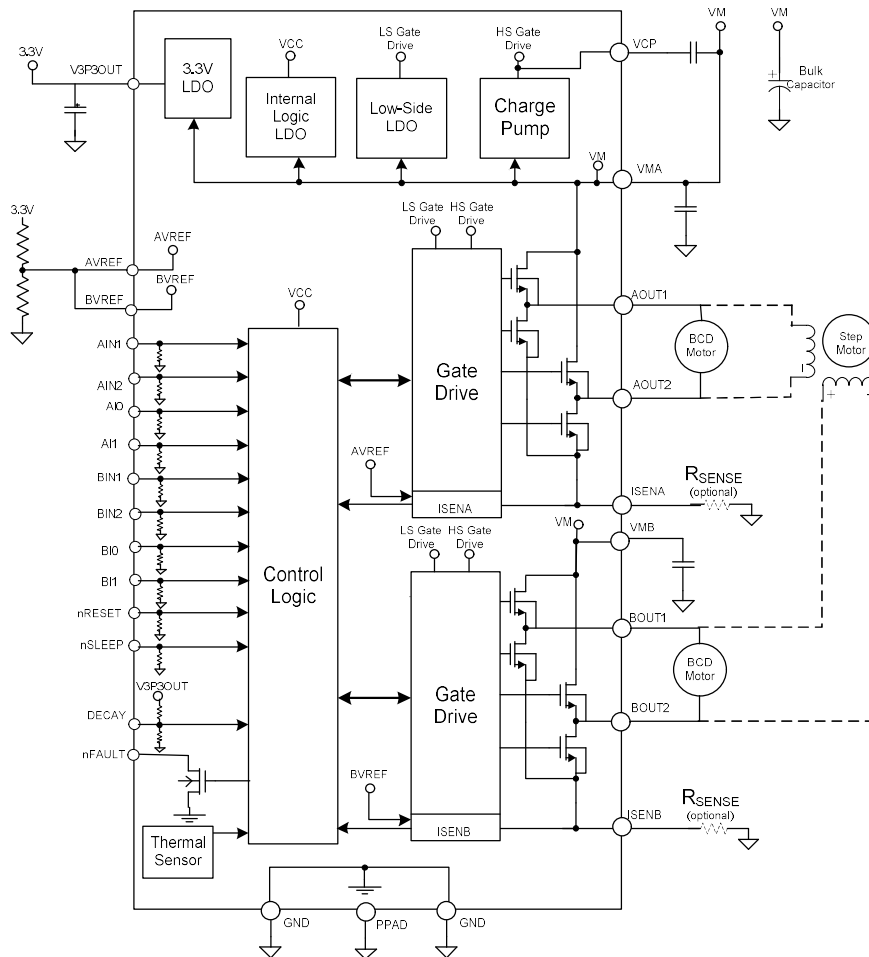 VM
VM
LS Gate
Drive
HS Gate
Drive
VCP
VCC
3.3V
V3P3OUT
3.3V
LDO
Internal
Logic
LDO
Low-Side
LDO
Charge
Pump
+
Bulk
Capacitor
VM
VMA
3.3V
LS Gate
Drive
HS Gate
Drive
AVREF
AVREF
BVREF
BVREF
VCC
AOUT1
AIN1
AIN2
AI0
AI1
BIN1
BIN2
BI0
BI1
nRESET
nSLEEP
V3P3OUT
DECAY
nFAULT
Control
Logic
Thermal
Sensor
Gate
Drive
BCD
Motor
Step
Motor
AOUT2
+
AVREF
ISENA
ISENA
RSENSE
(optional)
VM
VMB
LS Gate
Drive
HS Gate
Drive
BOUT1
Gate
Drive
BCD
Motor
BOUT2
BVREF
ISENB
ISENB
RSENSE
(optional)
GND
PPAD
GND